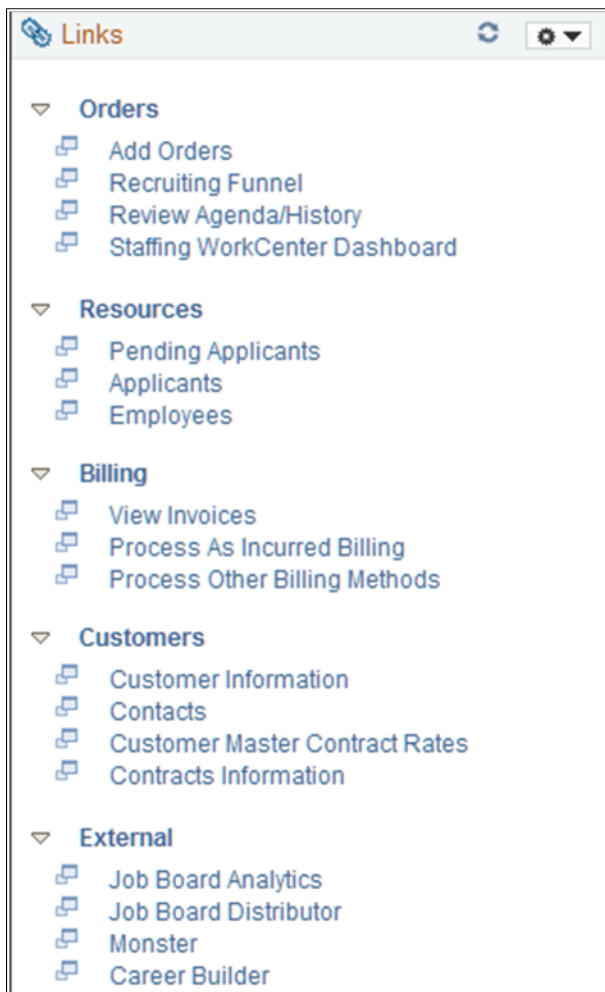 Links
Orders
Add Orders
Recruiting Funnel
Review Agenda/History
Staffing WorkCenter Dashboard
Resources
Pending Applicants
Applicants
Employees
Billing
View Invoices
Process As Incurred Billing
Process Other Billing Methods
Customers
Customer Information
Contacts
Customer Master Contract Rates
Contracts Information
External
Job Board Analytics
Job Board Distributor
Monster
Career Builder